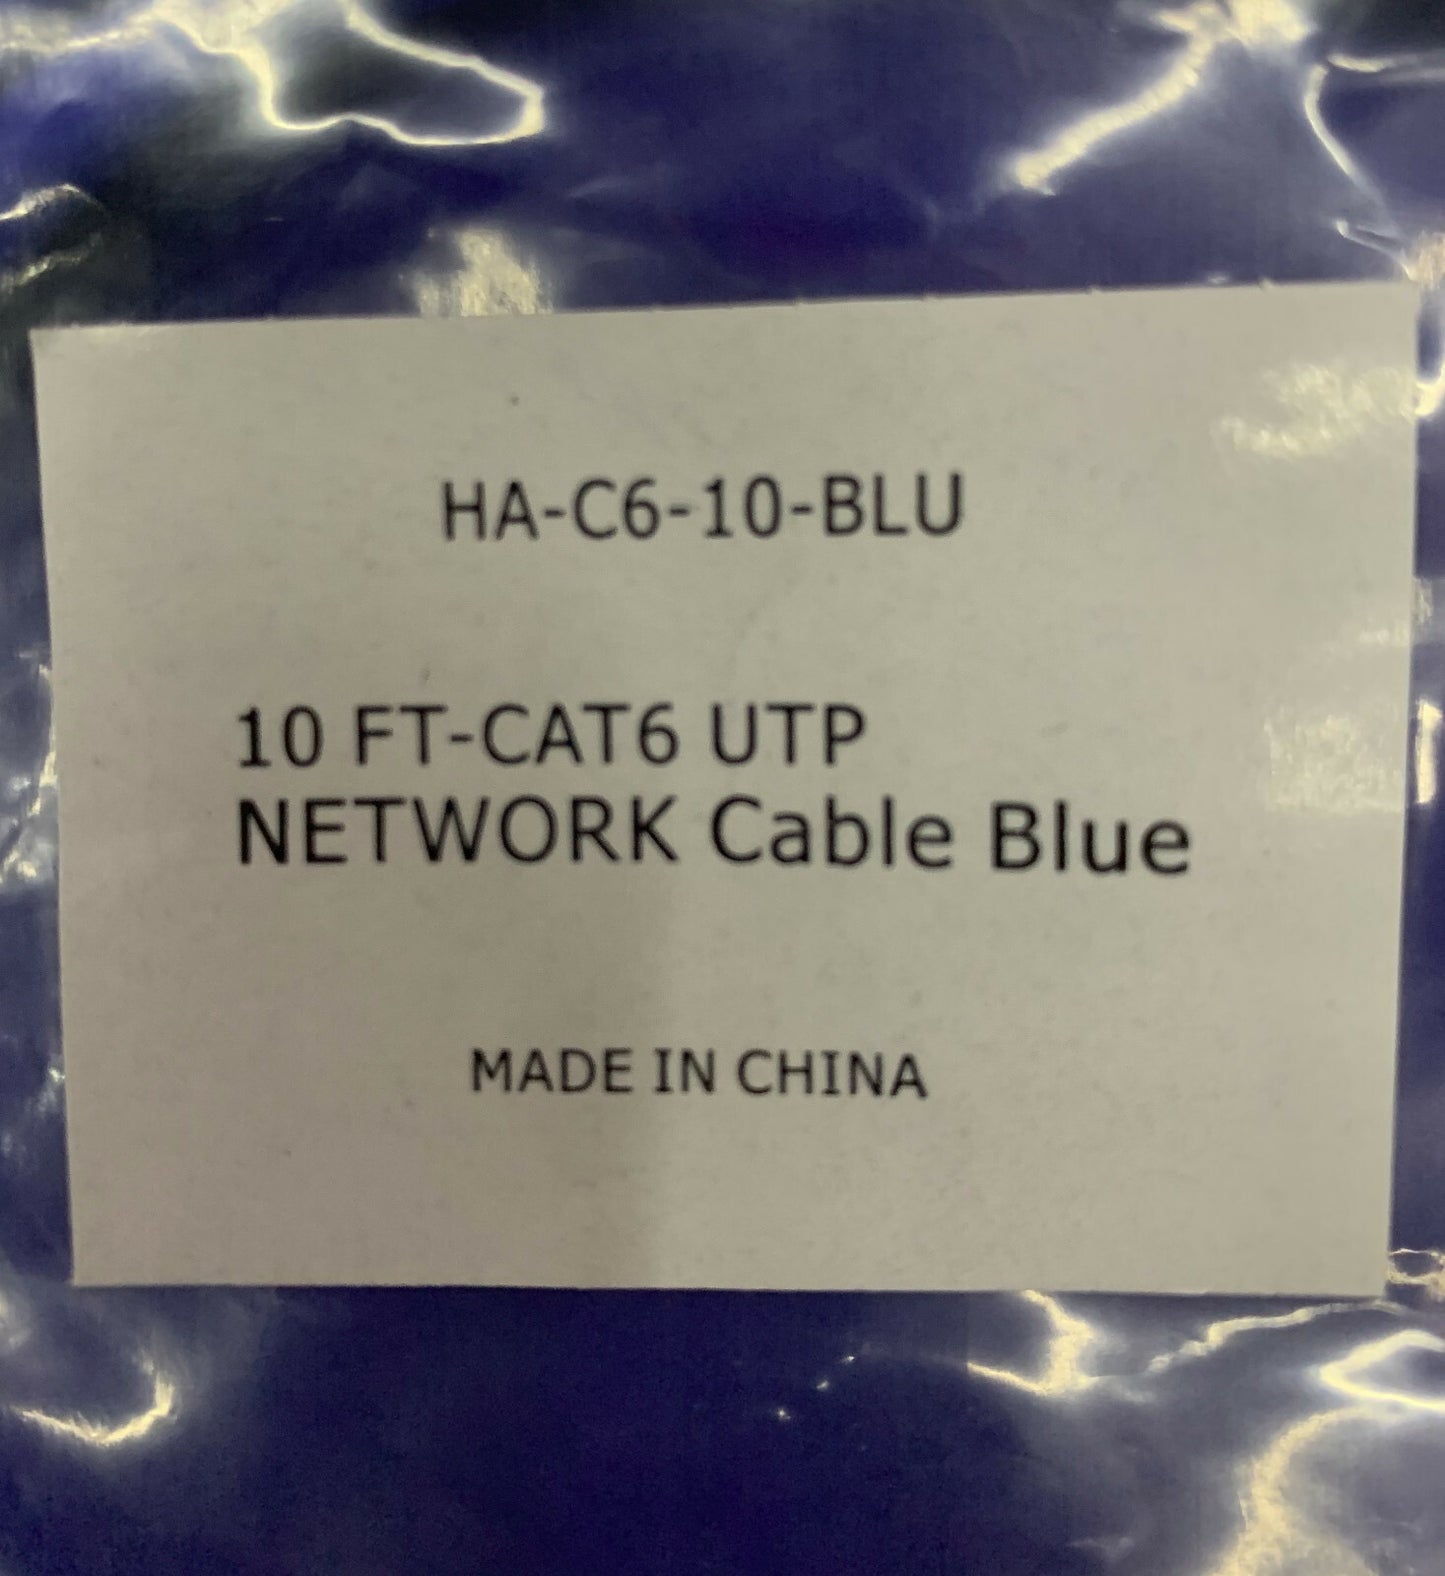 HA-C6-10-BLU
10 FT-CAT6 UTP
NETWORK Cable Blue
MADE IN CHINA